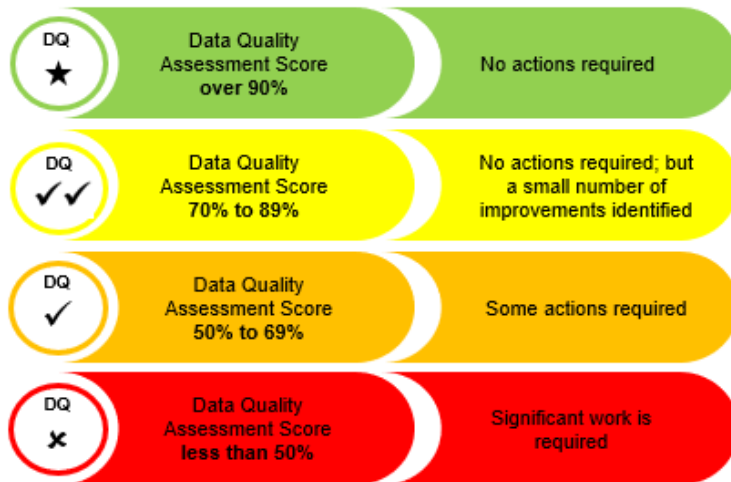 DQ
★
Data Quality
Assessment Score
over 90%
No actions required
DQ
✓✓
Data Quality
Assessment Score
70% to 89%
No actions required; but
a small number of
improvements identified
DQ
✓
Data Quality
Assessment Score
50% to 69%
Some actions required
DQ
✗
Data Quality
Assessment Score
less than 50%
Significant work is
required